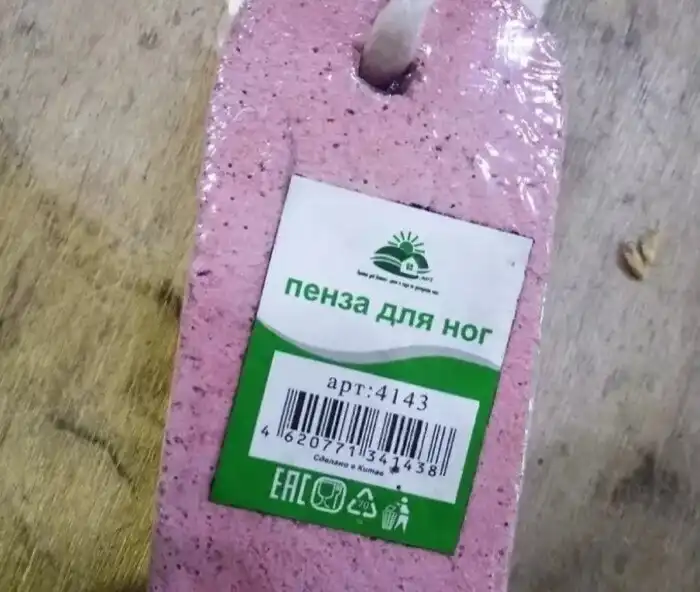 пенза для ног
арт:4143
4 620771 341438
Сделано в Китае
EAC